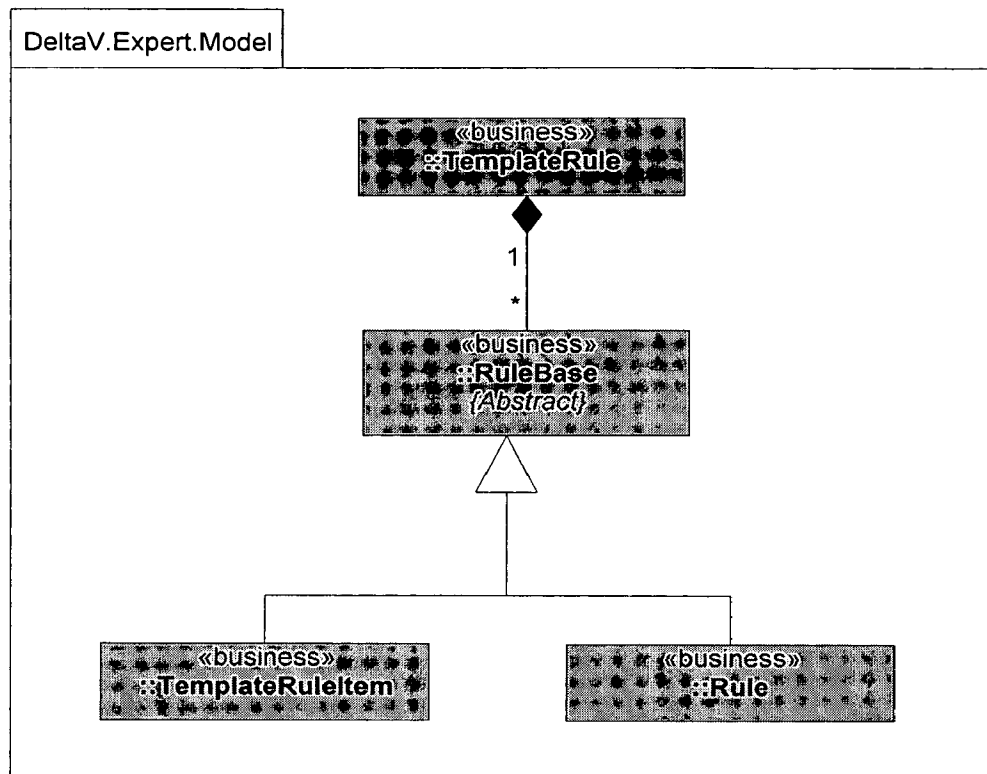 DeltaV.Expert.Model
«business»
::TemplateRule
1
*
«business»
::RuleBase
{Abstract}
«business»
::TemplateRuleItem
«business»
::Rule